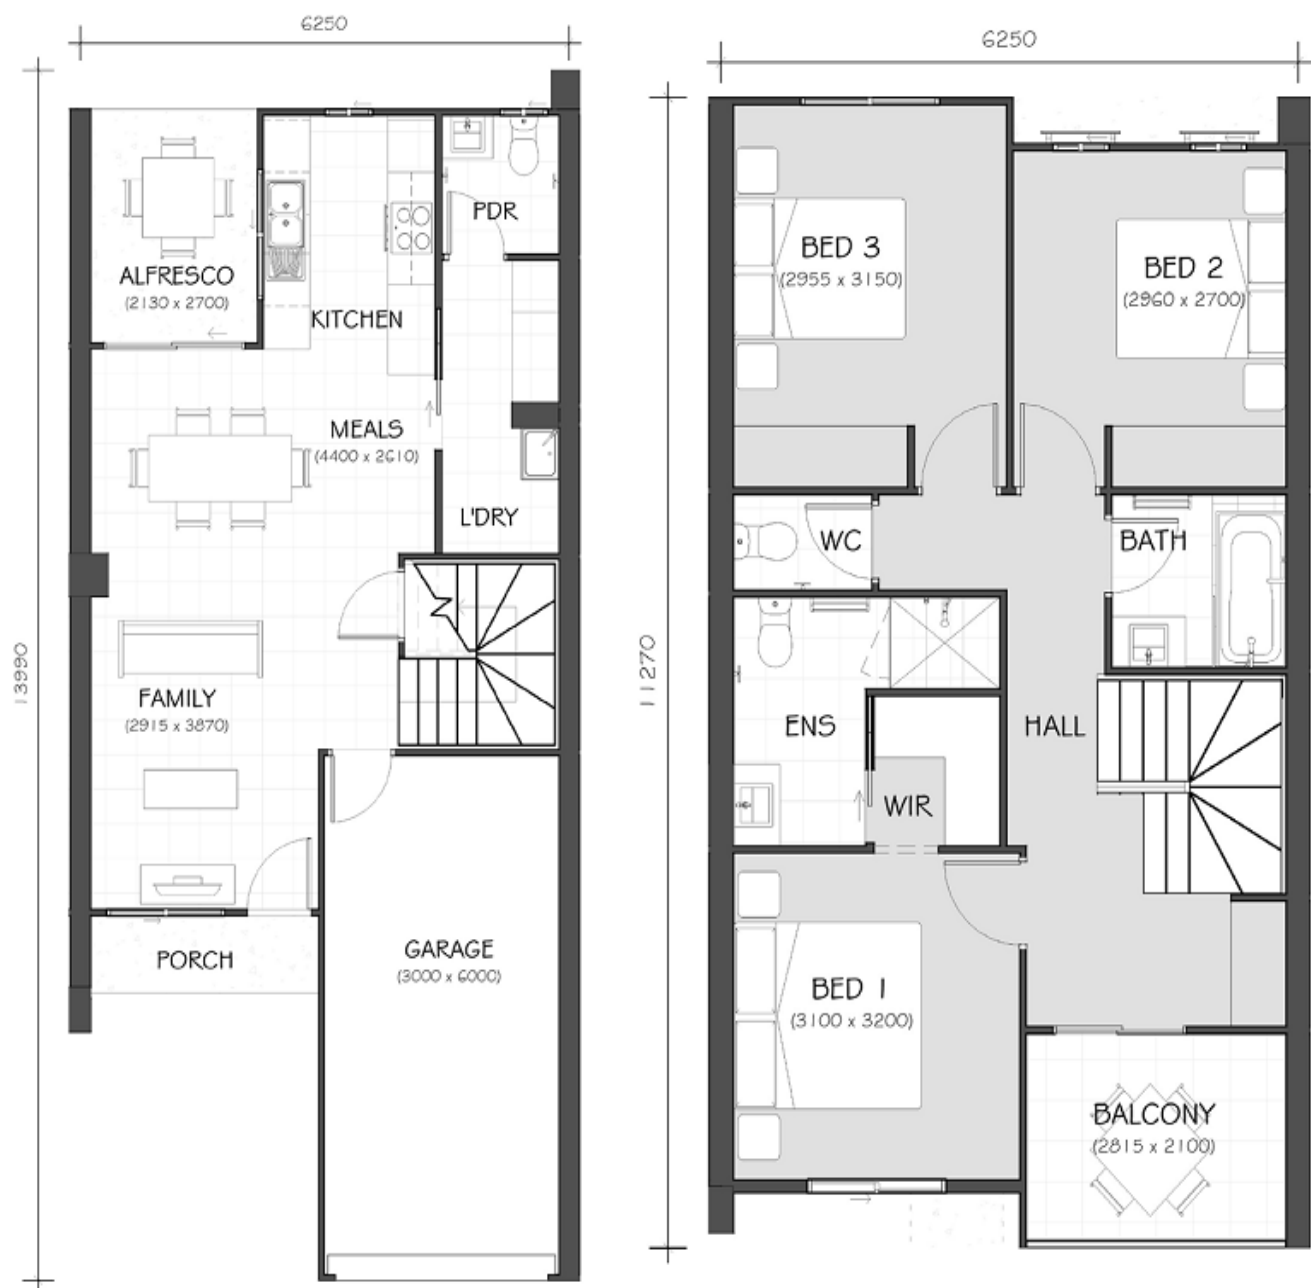 6250
13990
PDR
ALFRESCO
(2130 x 2700)
KITCHEN
MEALS
(4400 x 2610)
L'DRY
FAMILY
(2915 x 3870)
PORCH
GARAGE
(3000 x 6000)
6250
11270
BED 3
(2955 x 3150)
BED 2
(2960 x 2700)
WC
BATH
ENS
HALL
WIR
BED 1
(3100 x 3200)
BALCONY
(2815 x 2100)